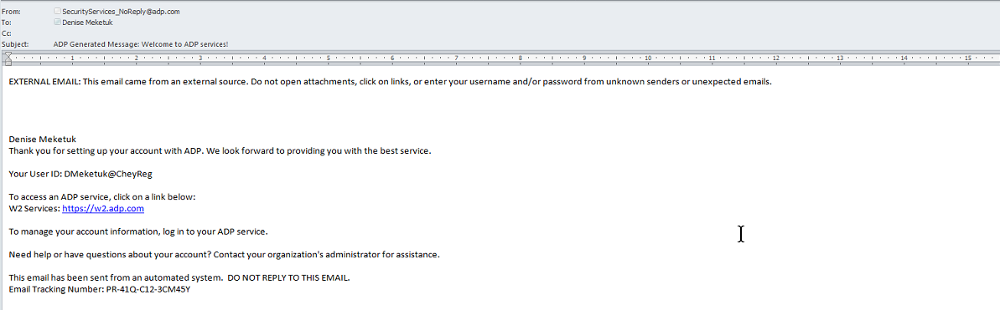 From: SecurityServices_NoReply@adp.com
To: Denise Meketuk
Cc:
Subject: ADP Generated Message: Welcome to ADP services!
1 2 3 4 5 6 7 8 9 10 11 12 13 14 15
EXTERNAL EMAIL: This email came from an external source. Do not open attachments, click on links, or enter your username and/or password from unknown senders or unexpected emails.
Denise Meketuk
Thank you for setting up your account with ADP. We look forward to providing you with the best service.
Your User ID: DMeketuk@CheyReg
To access an ADP service, click on a link below:
W2 Services: https://w2.adp.com
To manage your account information, log in to your ADP service.
Need help or have questions about your account? Contact your organization's administrator for assistance.
This email has been sent from an automated system.  DO NOT REPLY TO THIS EMAIL.
Email Tracking Number: PR-41Q-C12-3CM45Y